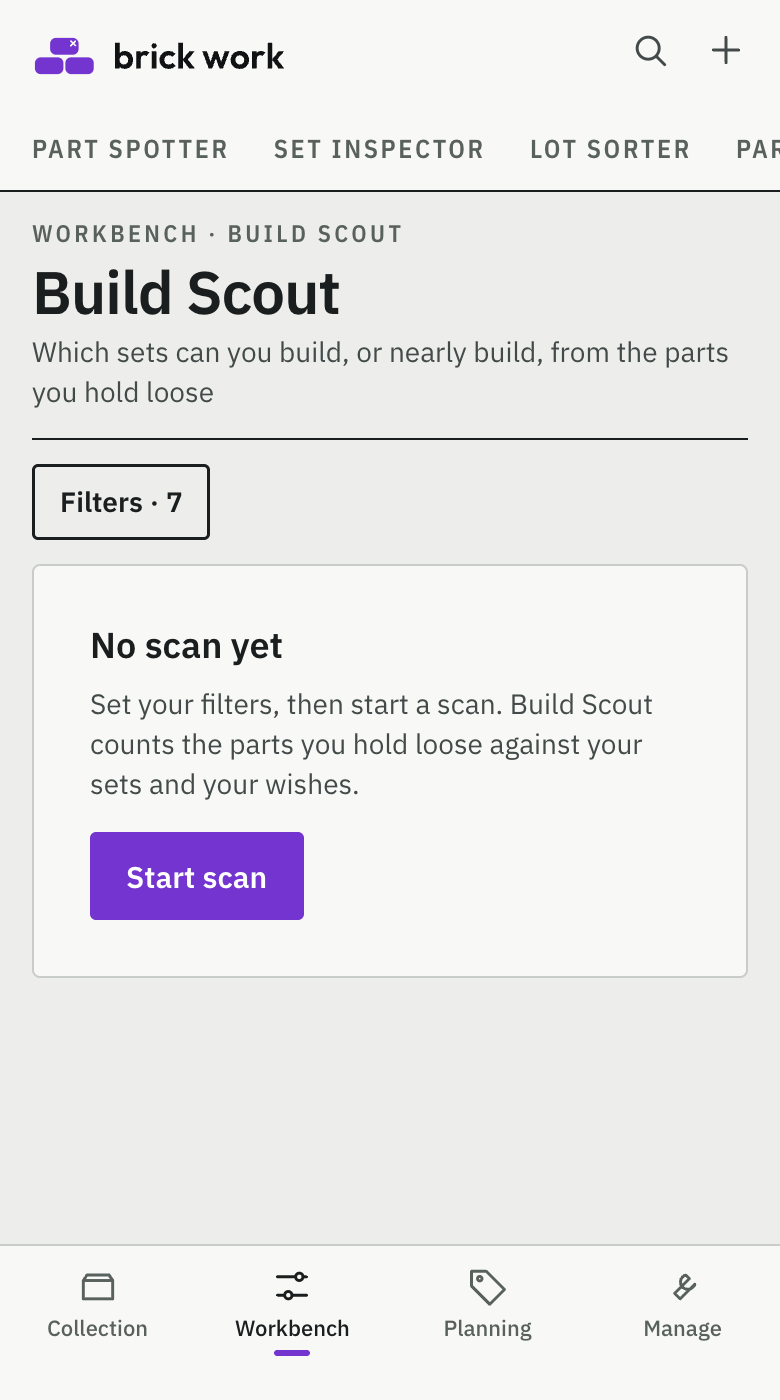 brick work
PART SPOTTER SET INSPECTOR LOT SORTER PAR
WORKBENCH · BUILD SCOUT
Build Scout
Which sets can you build, or nearly build, from the parts
you hold loose
Filters · 7
No scan yet
Set your filters, then start a scan. Build Scout
counts the parts you hold loose against your
sets and your wishes.
Start scan
Collection Workbench Planning Manage